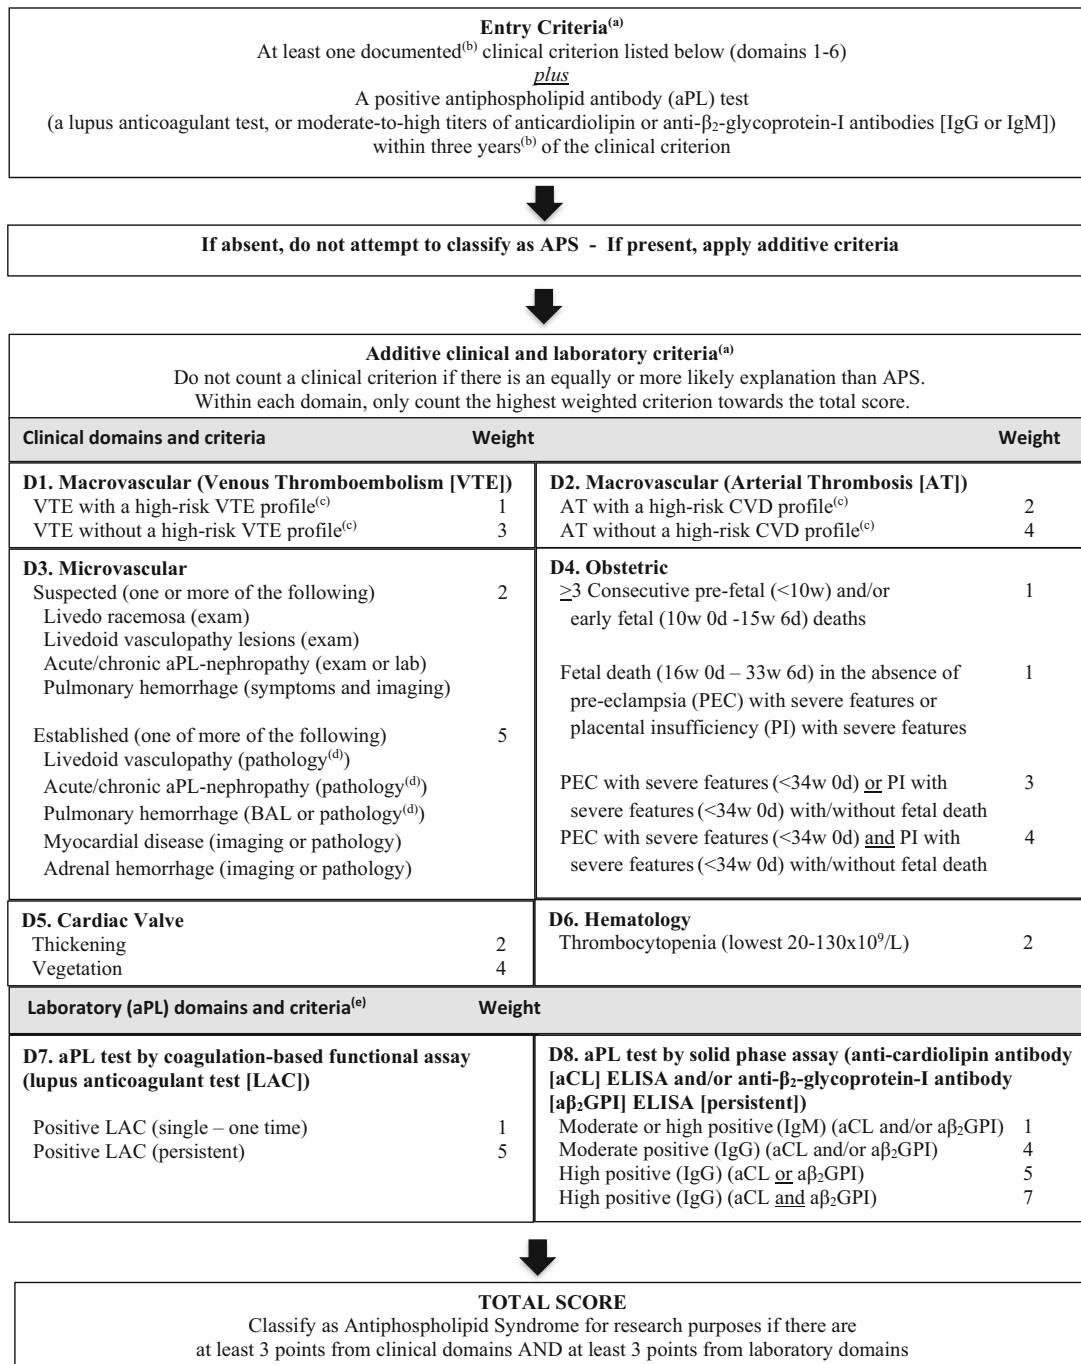 Entry Criteria(a)
At least one documented(b) clinical criterion listed below (domains 1-6)
plus
A positive antiphospholipid antibody (aPL) test
(a lupus anticoagulant test, or moderate-to-high titers of anticardiolipin or anti-β2-glycoprotein-I antibodies [IgG or IgM])
within three years(b) of the clinical criterion
If absent, do not attempt to classify as APS - If present, apply additive criteria
Additive clinical and laboratory criteria(a)
Do not count a clinical criterion if there is an equally or more likely explanation than APS.
Within each domain, only count the highest weighted criterion towards the total score.
Clinical domains and criteria Weight Weight
D1. Macrovascular (Venous Thromboembolism [VTE])
VTE with a high-risk VTE profile(c) 1
VTE without a high-risk VTE profile(c) 3
D2. Macrovascular (Arterial Thrombosis [AT])
AT with a high-risk CVD profile(c) 2
AT without a high-risk CVD profile(c) 4
D3. Microvascular
Suspected (one or more of the following) 2
Livedo racemosa (exam)
Livedoid vasculopathy lesions (exam)
Acute/chronic aPL-nephropathy (exam or lab)
Pulmonary hemorrhage (symptoms and imaging)
Established (one of more of the following) 5
Livedoid vasculopathy (pathology(d))
Acute/chronic aPL-nephropathy (pathology(d))
Pulmonary hemorrhage (BAL or pathology(d))
Myocardial disease (imaging or pathology)
Adrenal hemorrhage (imaging or pathology)
D4. Obstetric
≥3 Consecutive pre-fetal (<10w) and/or 1
early fetal (10w 0d -15w 6d) deaths
Fetal death (16w 0d – 33w 6d) in the absence of 1
pre-eclampsia (PEC) with severe features or
placental insufficiency (PI) with severe features
PEC with severe features (<34w 0d) or PI with 3
severe features (<34w 0d) with/without fetal death
PEC with severe features (<34w 0d) and PI with 4
severe features (<34w 0d) with/without fetal death
D5. Cardiac Valve
Thickening 2
Vegetation 4
D6. Hematology
Thrombocytopenia (lowest 20-130x10⁹/L) 2
Laboratory (aPL) domains and criteria(e) Weight
D7. aPL test by coagulation-based functional assay
(lupus anticoagulant test [LAC])
Positive LAC (single – one time) 1
Positive LAC (persistent) 5
D8. aPL test by solid phase assay (anti-cardiolipin antibody
[aCL] ELISA and/or anti-β2-glycoprotein-I antibody
[aβ2GPI] ELISA [persistent])
Moderate or high positive (IgM) (aCL and/or aβ2GPI) 1
Moderate positive (IgG) (aCL and/or aβ2GPI) 4
High positive (IgG) (aCL or aβ2GPI) 5
High positive (IgG) (aCL and aβ2GPI) 7
TOTAL SCORE
Classify as Antiphospholipid Syndrome for research purposes if there are
at least 3 points from clinical domains AND at least 3 points from laboratory domains